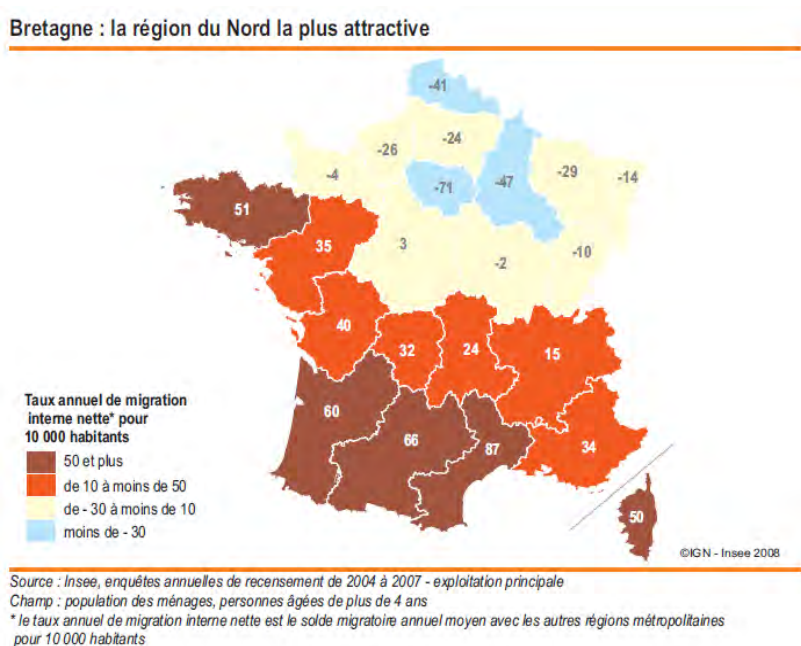 Bretagne : la région du Nord la plus attractive
-41
-24
-26
-4
-71
-47
-29
-14
51
35
3
-2
-10
40
32
24
15
60
66
87
34
50
Taux annuel de migration
interne nette* pour
10 000 habitants
50 et plus
de 10 à moins de 50
de - 30 à moins de 10
moins de - 30
©IGN - Insee 2008
Source : Insee, enquêtes annuelles de recensement de 2004 à 2007 - exploitation principale
Champ : population des ménages, personnes âgées de plus de 4 ans
* le taux annuel de migration interne nette est le solde migratoire annuel moyen avec les autres régions métropolitaines
pour 10 000 habitants